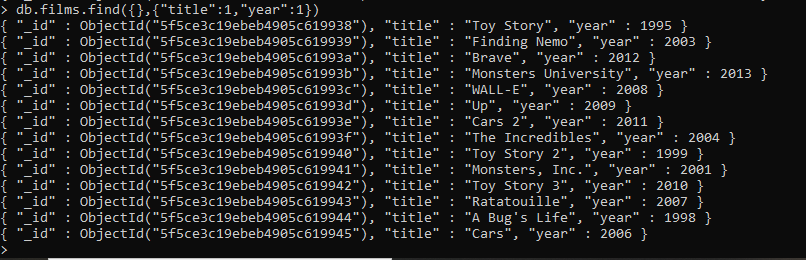 > db.films.find({},{"title":1,"year":1})
{ "_id" : ObjectId("5f5ce3c19ebeb4905c619938"), "title" : "Toy Story", "year" : 1995 }
{ "_id" : ObjectId("5f5ce3c19ebeb4905c619939"), "title" : "Finding Nemo", "year" : 2003 }
{ "_id" : ObjectId("5f5ce3c19ebeb4905c61993a"), "title" : "Brave", "year" : 2012 }
{ "_id" : ObjectId("5f5ce3c19ebeb4905c61993b"), "title" : "Monsters University", "year" : 2013 }
{ "_id" : ObjectId("5f5ce3c19ebeb4905c61993c"), "title" : "WALL-E", "year" : 2008 }
{ "_id" : ObjectId("5f5ce3c19ebeb4905c61993d"), "title" : "Up", "year" : 2009 }
{ "_id" : ObjectId("5f5ce3c19ebeb4905c61993e"), "title" : "Cars 2", "year" : 2011 }
{ "_id" : ObjectId("5f5ce3c19ebeb4905c61993f"), "title" : "The Incredibles", "year" : 2004 }
{ "_id" : ObjectId("5f5ce3c19ebeb4905c619940"), "title" : "Toy Story 2", "year" : 1999 }
{ "_id" : ObjectId("5f5ce3c19ebeb4905c619941"), "title" : "Monsters, Inc.", "year" : 2001 }
{ "_id" : ObjectId("5f5ce3c19ebeb4905c619942"), "title" : "Toy Story 3", "year" : 2010 }
{ "_id" : ObjectId("5f5ce3c19ebeb4905c619943"), "title" : "Ratatouille", "year" : 2007 }
{ "_id" : ObjectId("5f5ce3c19ebeb4905c619944"), "title" : "A Bug's Life", "year" : 1998 }
{ "_id" : ObjectId("5f5ce3c19ebeb4905c619945"), "title" : "Cars", "year" : 2006 }
>